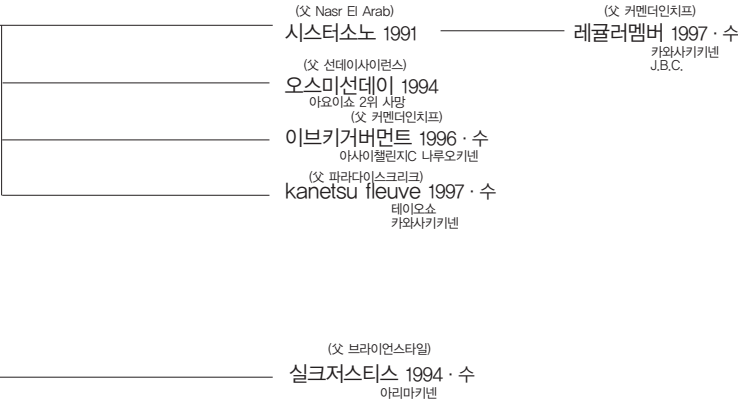 (父 Nasr El Arab)
시스터소노 1991
(父 커멘더인치프)
레귤러멤버 1997 · 수
카와사키키넨
J.B.C.
(父 선데이사이런스)
오스미선데이 1994
야요이쇼 2위 사망
(父 커멘더인치프)
이브키거버먼트 1996 · 수
아사이챌린지C 나루오키넨
(父 파라다이스크리크)
kanetsu fleuve 1997 · 수
테이오쇼
카와사키키넨
(父 브라이언스타일)
실크저스티스 1994 · 수
아리마키넨